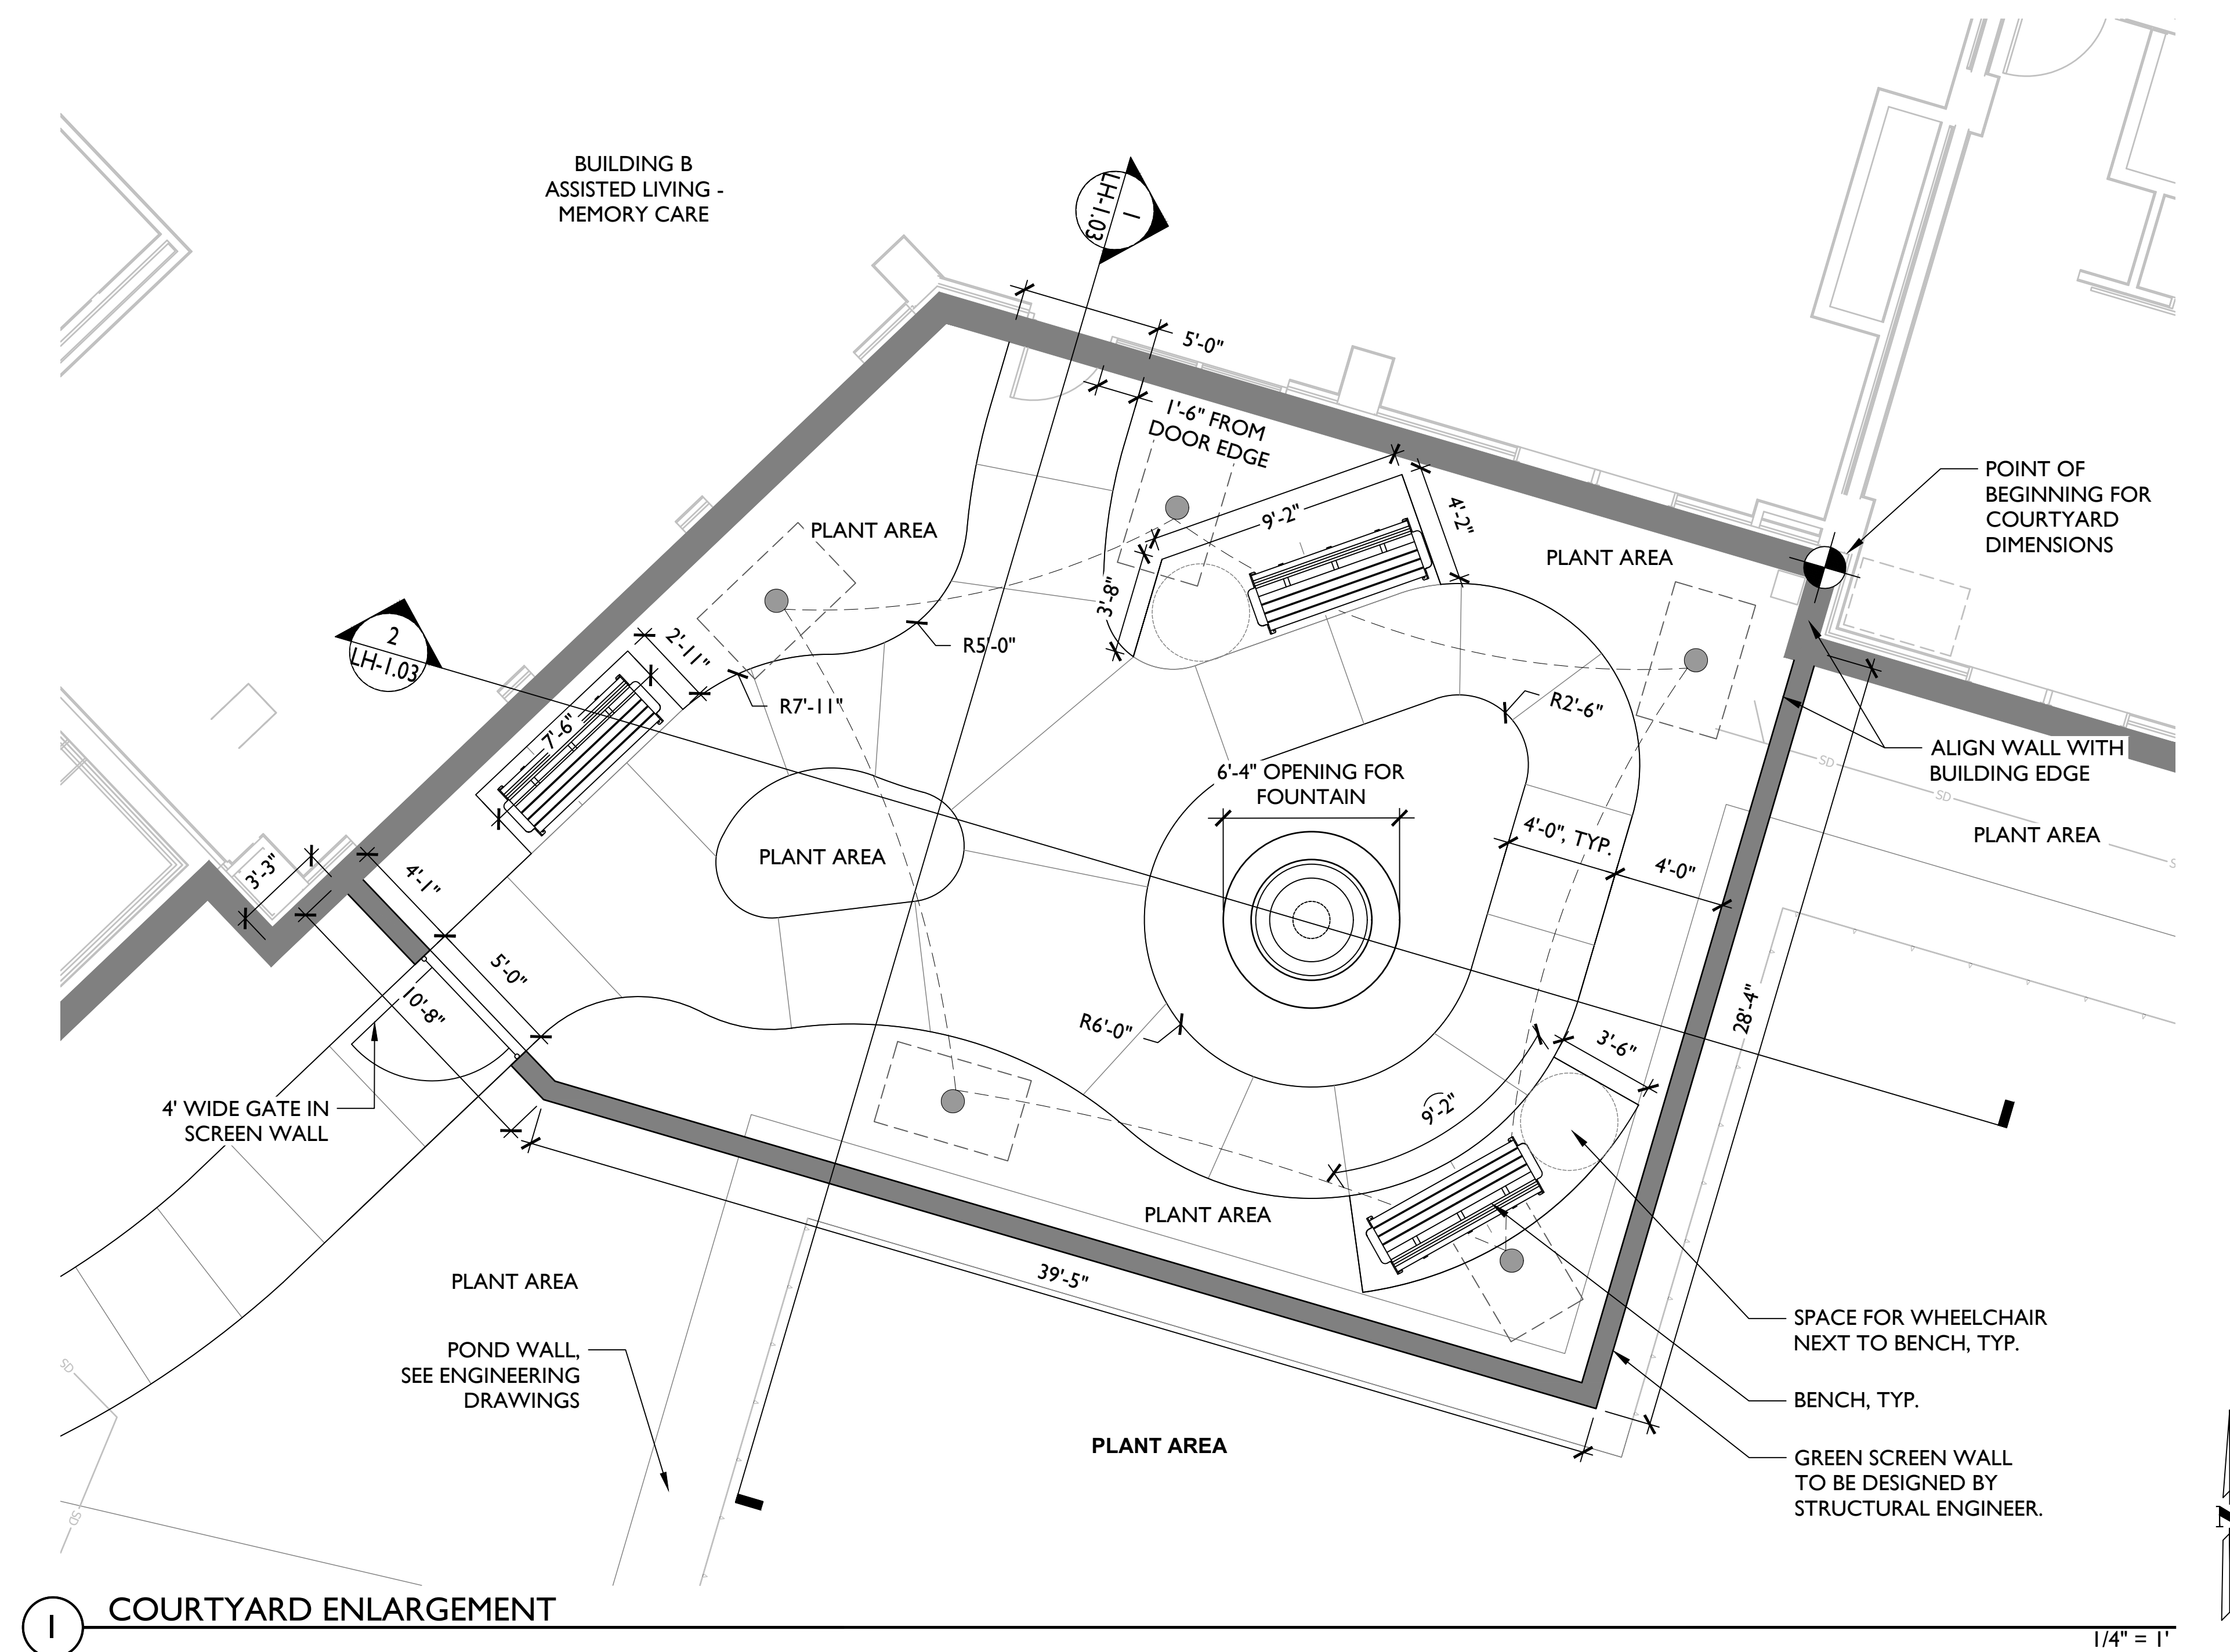 BUILDING B
ASSISTED LIVING -
MEMORY CARE
1
LH-1.03
5'-0"
1'-6" FROM
DOOR EDGE
9'-2"
4'-2"
POINT OF
BEGINNING FOR
COURTYARD
DIMENSIONS
PLANT AREA
PLANT AREA
3'-8"
2
LH-1.03
2'-11"
R5'-0"
R7'-11"
7'-6"
R2'-6"
ALIGN WALL WITH
BUILDING EDGE
SD
SD
6'-4" OPENING FOR
FOUNTAIN
4'-0", TYP.
4'-0"
PLANT AREA
PLANT AREA
S
3'-3"
4'-1"
5'-0"
10'-8"
R6'-0"
28'-4"
3'-6"
9'-2"
4' WIDE GATE IN
SCREEN WALL
PLANT AREA
39'-5"
PLANT AREA
SPACE FOR WHEELCHAIR
NEXT TO BENCH, TYP.
POND WALL,
SEE ENGINEERING
DRAWINGS
SD
BENCH, TYP.
PLANT AREA
GREEN SCREEN WALL
TO BE DESIGNED BY
STRUCTURAL ENGINEER.
SD
1
COURTYARD ENLARGEMENT
1/4" = 1'